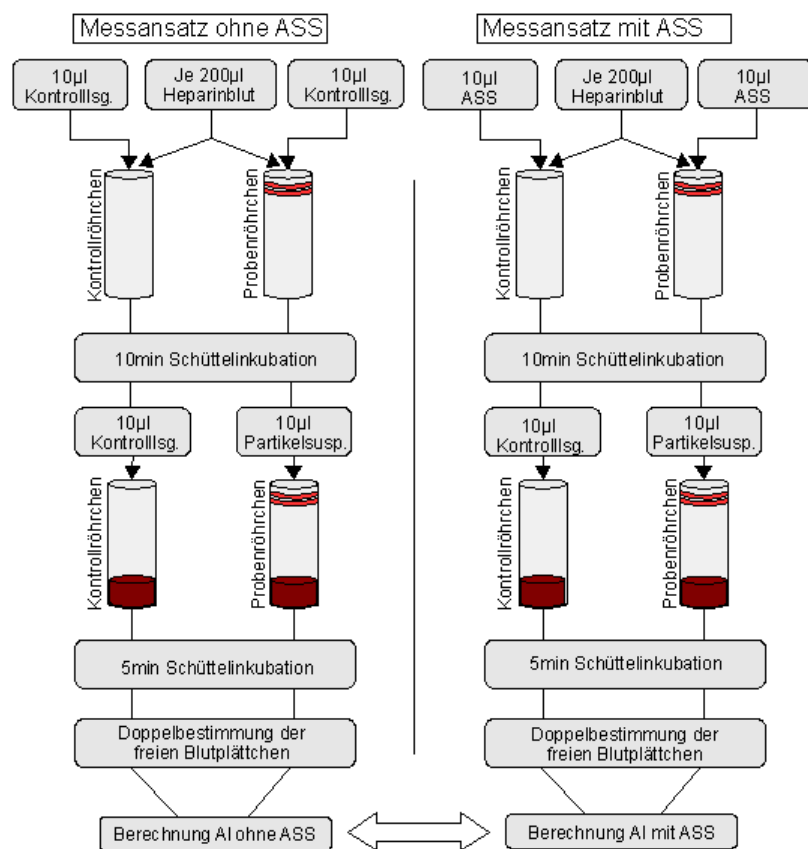 Messansatz ohne ASS
Messansatz mit ASS
10µl
Kontrolllsg.
Je 200µl
Heparinblut
10µl
Kontrolllsg.
10µl
ASS
Je 200µl
Heparinblut
10µl
ASS
Kontrollröhrchen
Probenröhrchen
Kontrollröhrchen
Probenröhrchen
10min Schüttelinkubation
10min Schüttelinkubation
10µl
Kontrolllsg.
10µl
Partikelsusp.
10µl
Kontrolllsg.
10µl
Partikelsusp.
Kontrollröhrchen
Probenröhrchen
Kontrollröhrchen
Probenröhrchen
5min Schüttelinkubation
5min Schüttelinkubation
Doppelbestimmung der
freien Blutplättchen
Doppelbestimmung der
freien Blutplättchen
Berechnung AI ohne ASS
Berechnung AI mit ASS